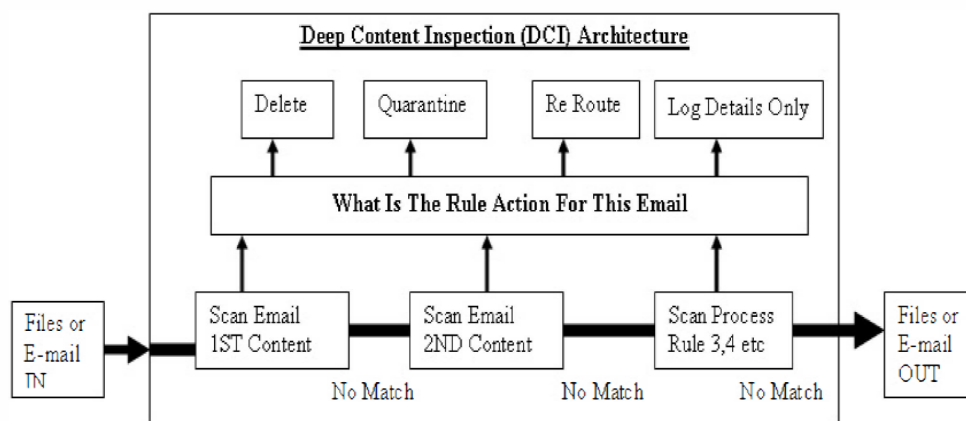 Deep Content Inspection (DCI) Architecture
Delete
Quarantine
Re Route
Log Details Only
What Is The Rule Action For This Email
Files or
E-mail
IN
Scan Email
1ST Content
Scan Email
2ND Content
Scan Process
Rule 3,4 etc
Files or
E-mail
OUT
No Match
No Match
No Match